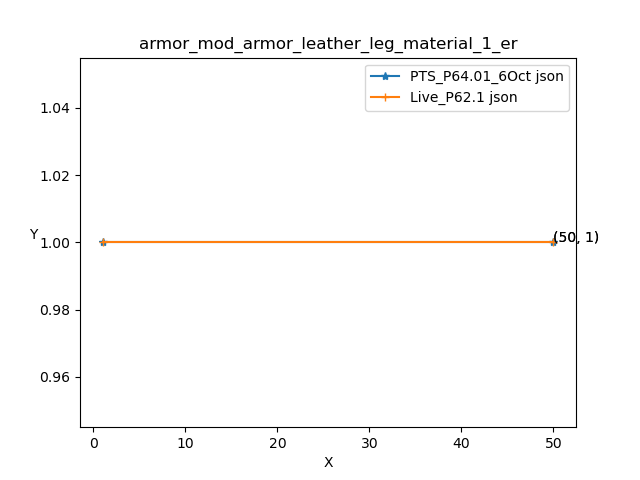 armor_mod_armor_leather_leg_material_1_er
PTS_P64.01_6Oct json
Live_P62.1 json
1.04
1.02
Y
1.00
0.98
0.96
(50, 1)
0
10
20
30
40
50
X